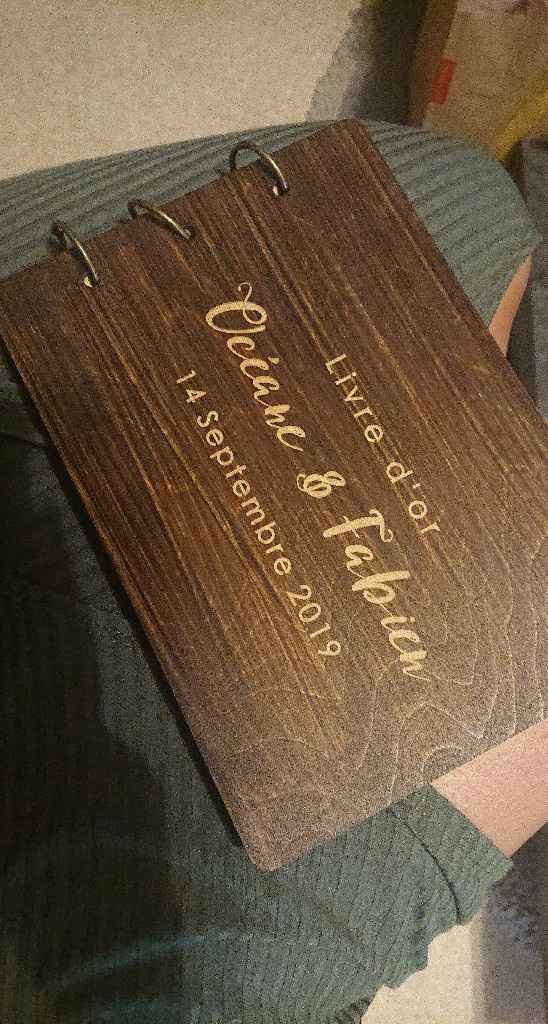 Livre d'or
Océane & Fabien
14 Septembre 2019